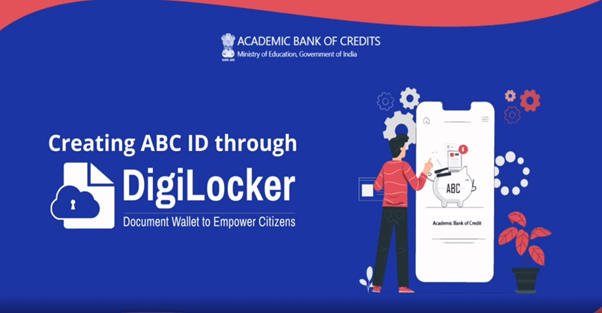 ACADEMIC BANK OF CREDITS
Ministry of Education, Government of India
Creating ABC ID through
DigiLocker
Document Wallet to Empower Citizens
ABC
Academic Bank of Credit